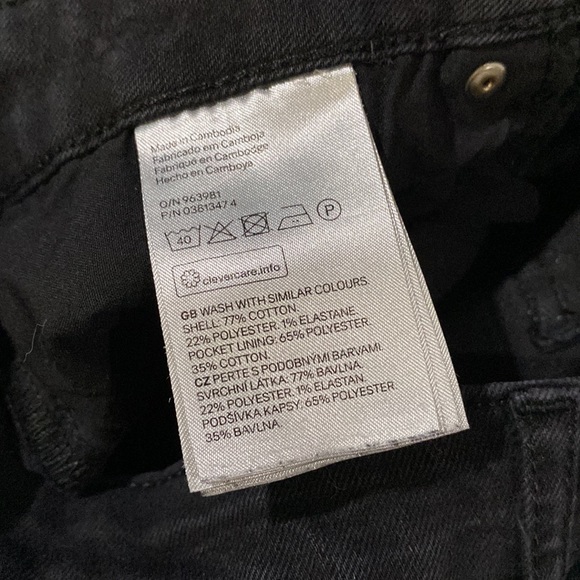 Made in Cambodia
Fabricado em Camboja
Fabriqué en Cambodge
Hecho en Camboya
O/N 963981
P/N 0381347 4
40
P
clevercare.info
GB WASH WITH SIMILAR COLOURS.
SHELL: 77% COTTON.
22% POLYESTER. 1% ELASTANE
POCKET LINING: 65% POLYESTER.
35% COTTON.
CZ PERTE S PODOBNÝMI BARVAMI.
SVRCHNÍ LÁTKA: 77% BAVLNA.
22% POLYESTER. 1% ELASTAN.
PODŠÍVKA KAPSY: 65% POLYESTER
35% BAVLNA.